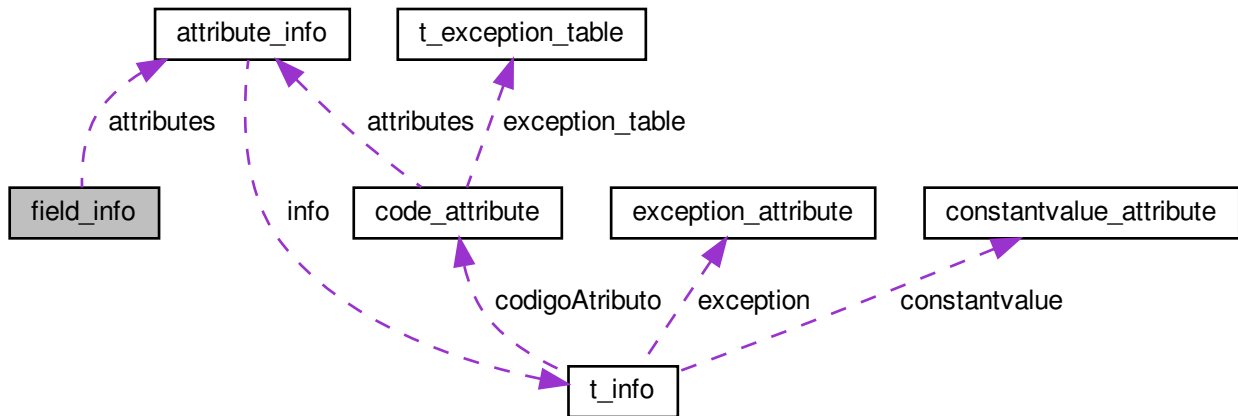 attribute_info
t_exception_table
attributes
attributes
exception_table
field_info
info
code_attribute
exception_attribute
constantvalue_attribute
codigoAtributo
exception
constantvalue
t_info